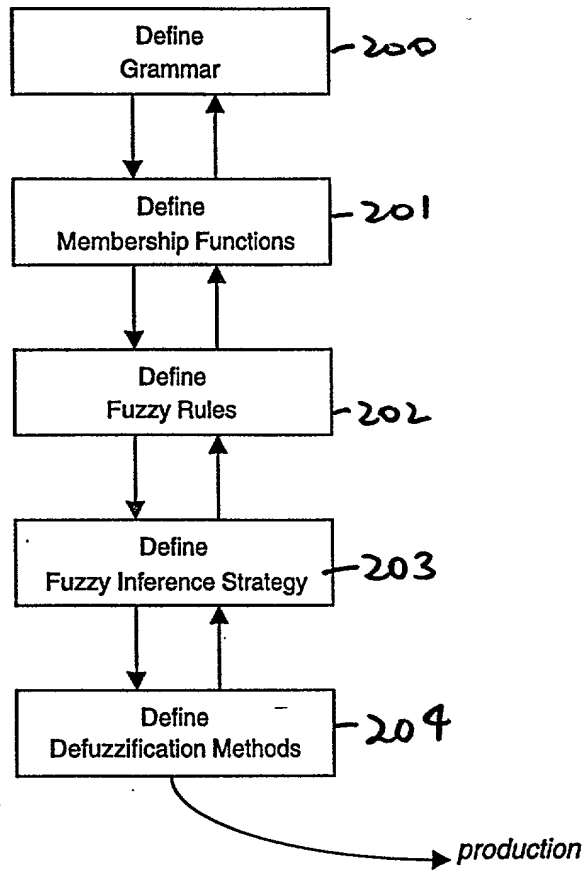 Define
Grammar
200
Define
Membership Functions
201
Define
Fuzzy Rules
202
Define
Fuzzy Inference Strategy
203
Define
Defuzzification Methods
204
production